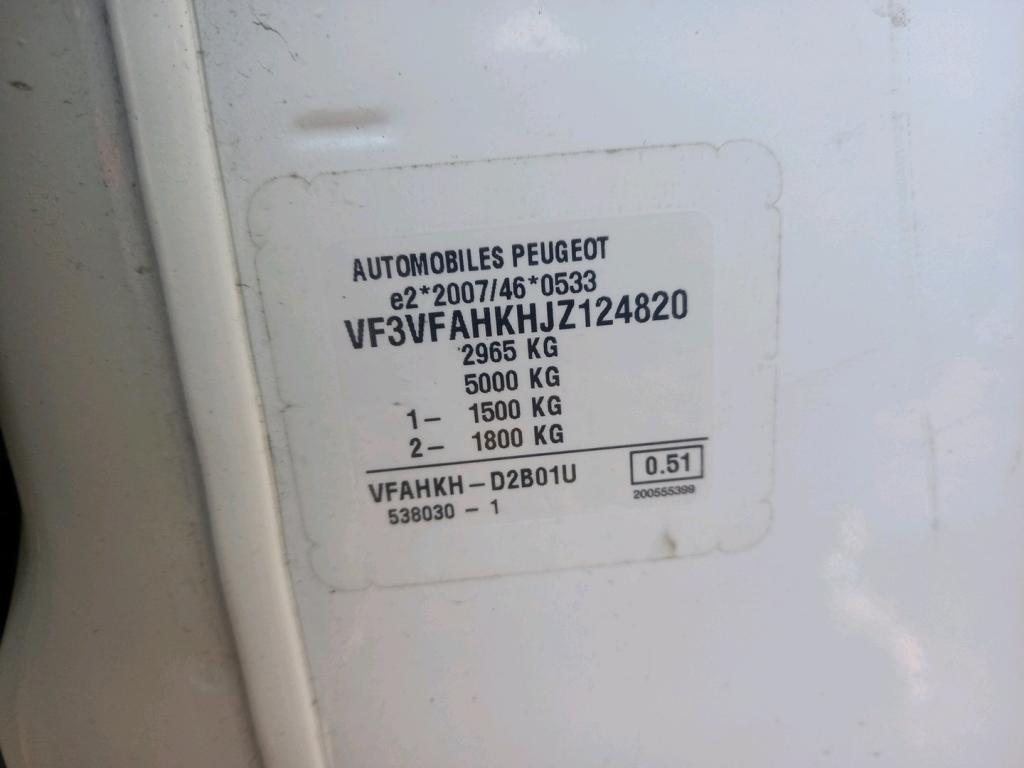 AUTOMOBILES PEUGEOT
e2*2007/46*0533
VF3VFAHKHJZ124820
2965 KG
5000 KG
1– 1500 KG
2– 1800 KG
VFAHKH–D2B01U 0.51
538030 – 1 200555399